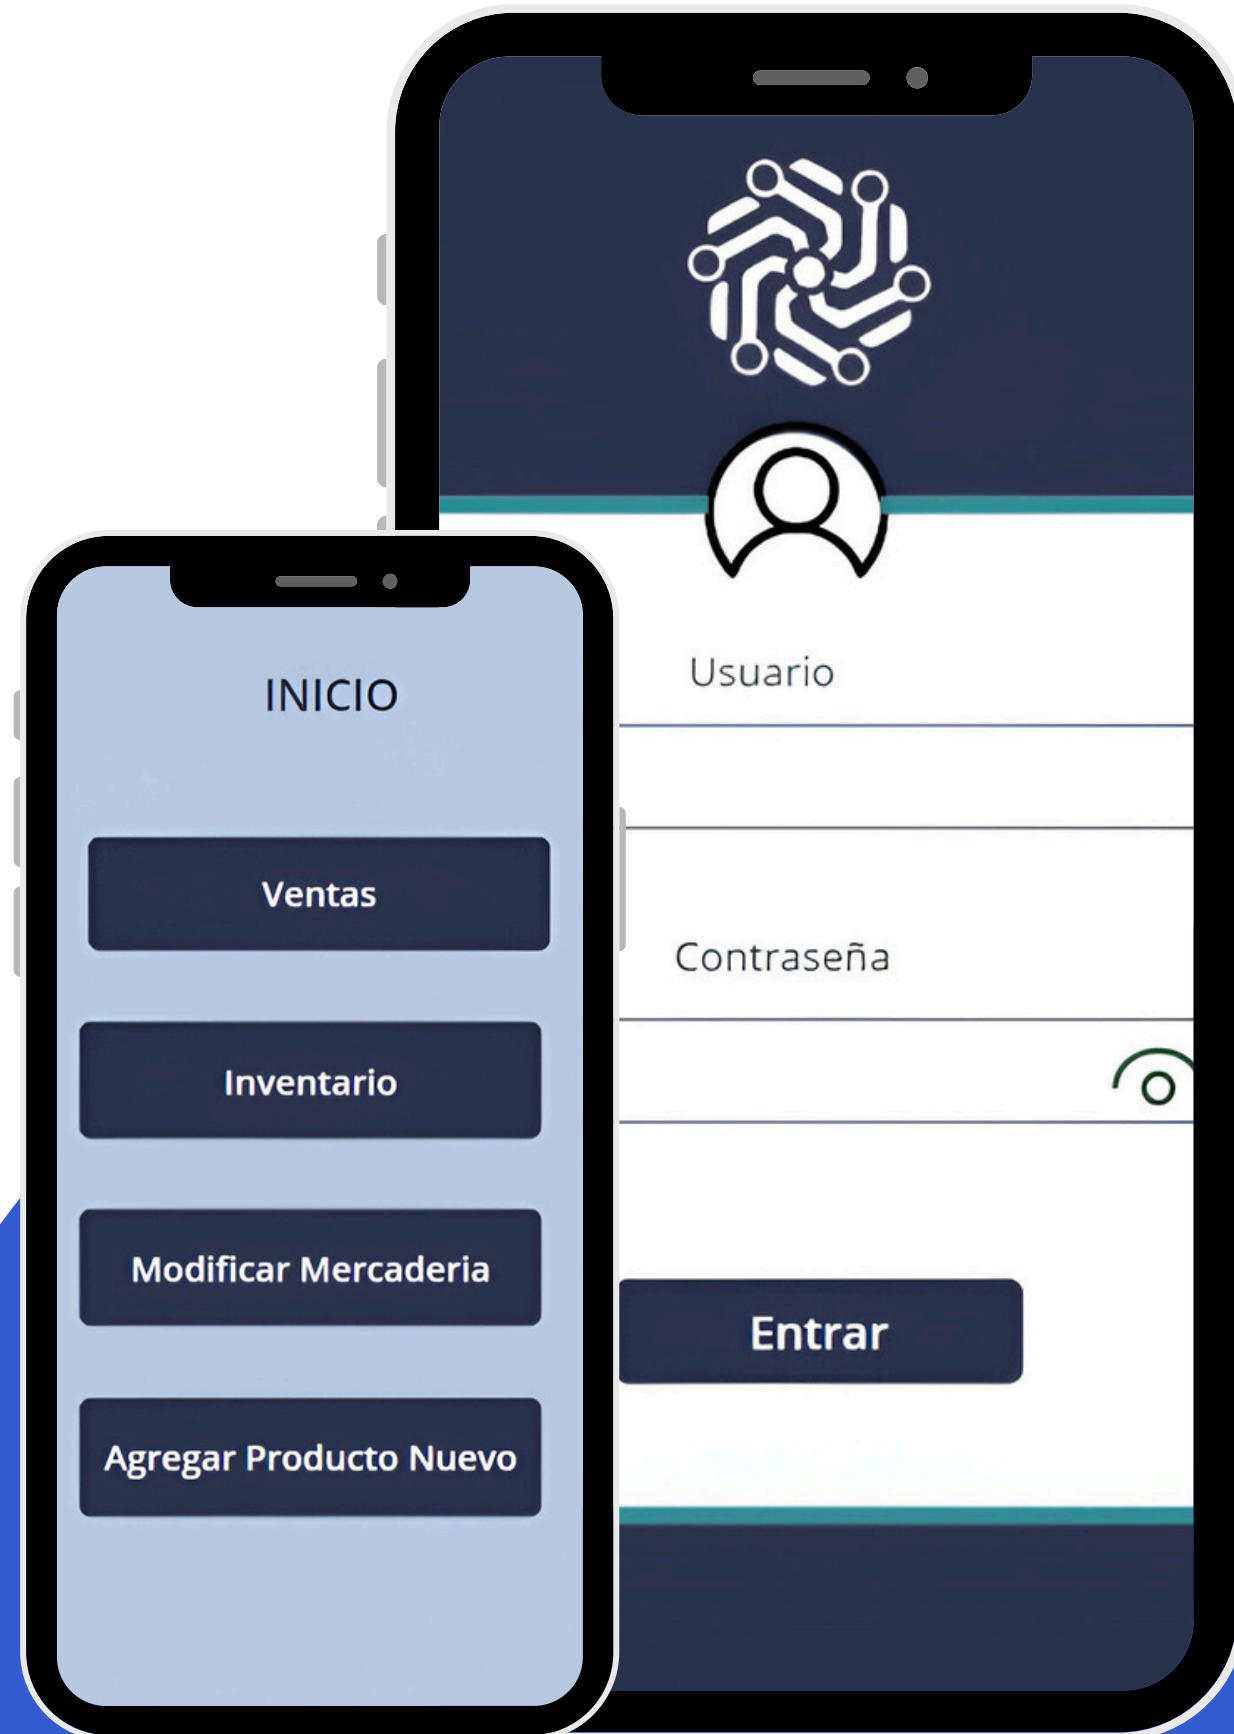 Usuario
Contraseña
Entrar
INICIO
Ventas
Inventario
Modificar Mercaderia
Agregar Producto Nuevo